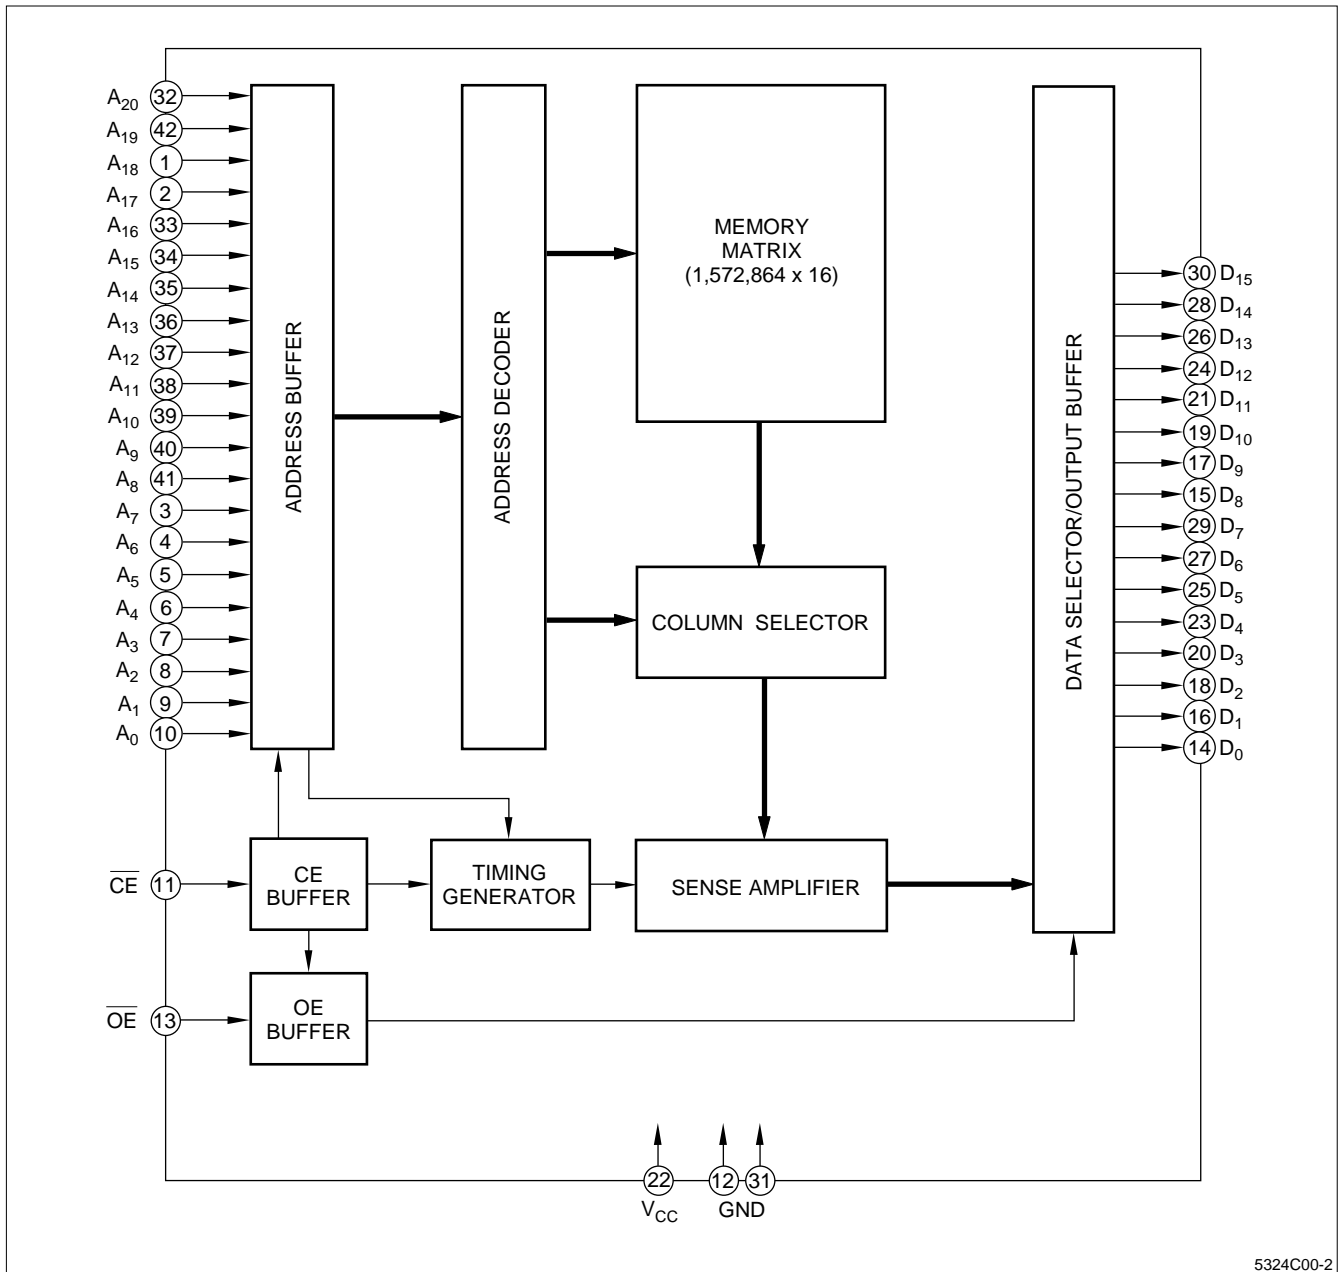 A20 32
A19 42
A18 1
A17 2
A16 33
A15 34
A14 35
A13 36
A12 37
A11 38
A10 39
A9 40
A8 41
A7 3
A6 4
A5 5
A4 6
A3 7
A2 8
A1 9
A0 10
CE 11
OE 13
ADDRESS BUFFER
ADDRESS DECODER
MEMORY
MATRIX
(1,572,864 x 16)
COLUMN SELECTOR
CE
BUFFER
TIMING
GENERATOR
SENSE AMPLIFIER
OE
BUFFER
DATA SELECTOR/OUTPUT BUFFER
30 D15
28 D14
26 D13
24 D12
21 D11
19 D10
17 D9
15 D8
29 D7
27 D6
25 D5
23 D4
20 D3
18 D2
16 D1
14 D0
22 12 31
VCC GND
5324C00-2